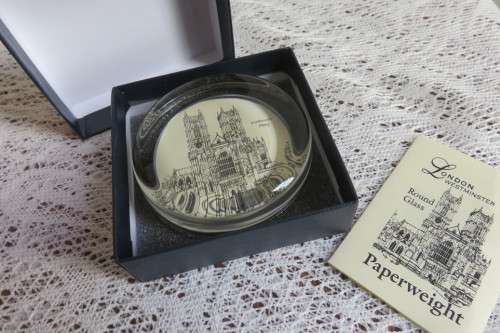 London
Westminster
Round
Glass
Paperweight